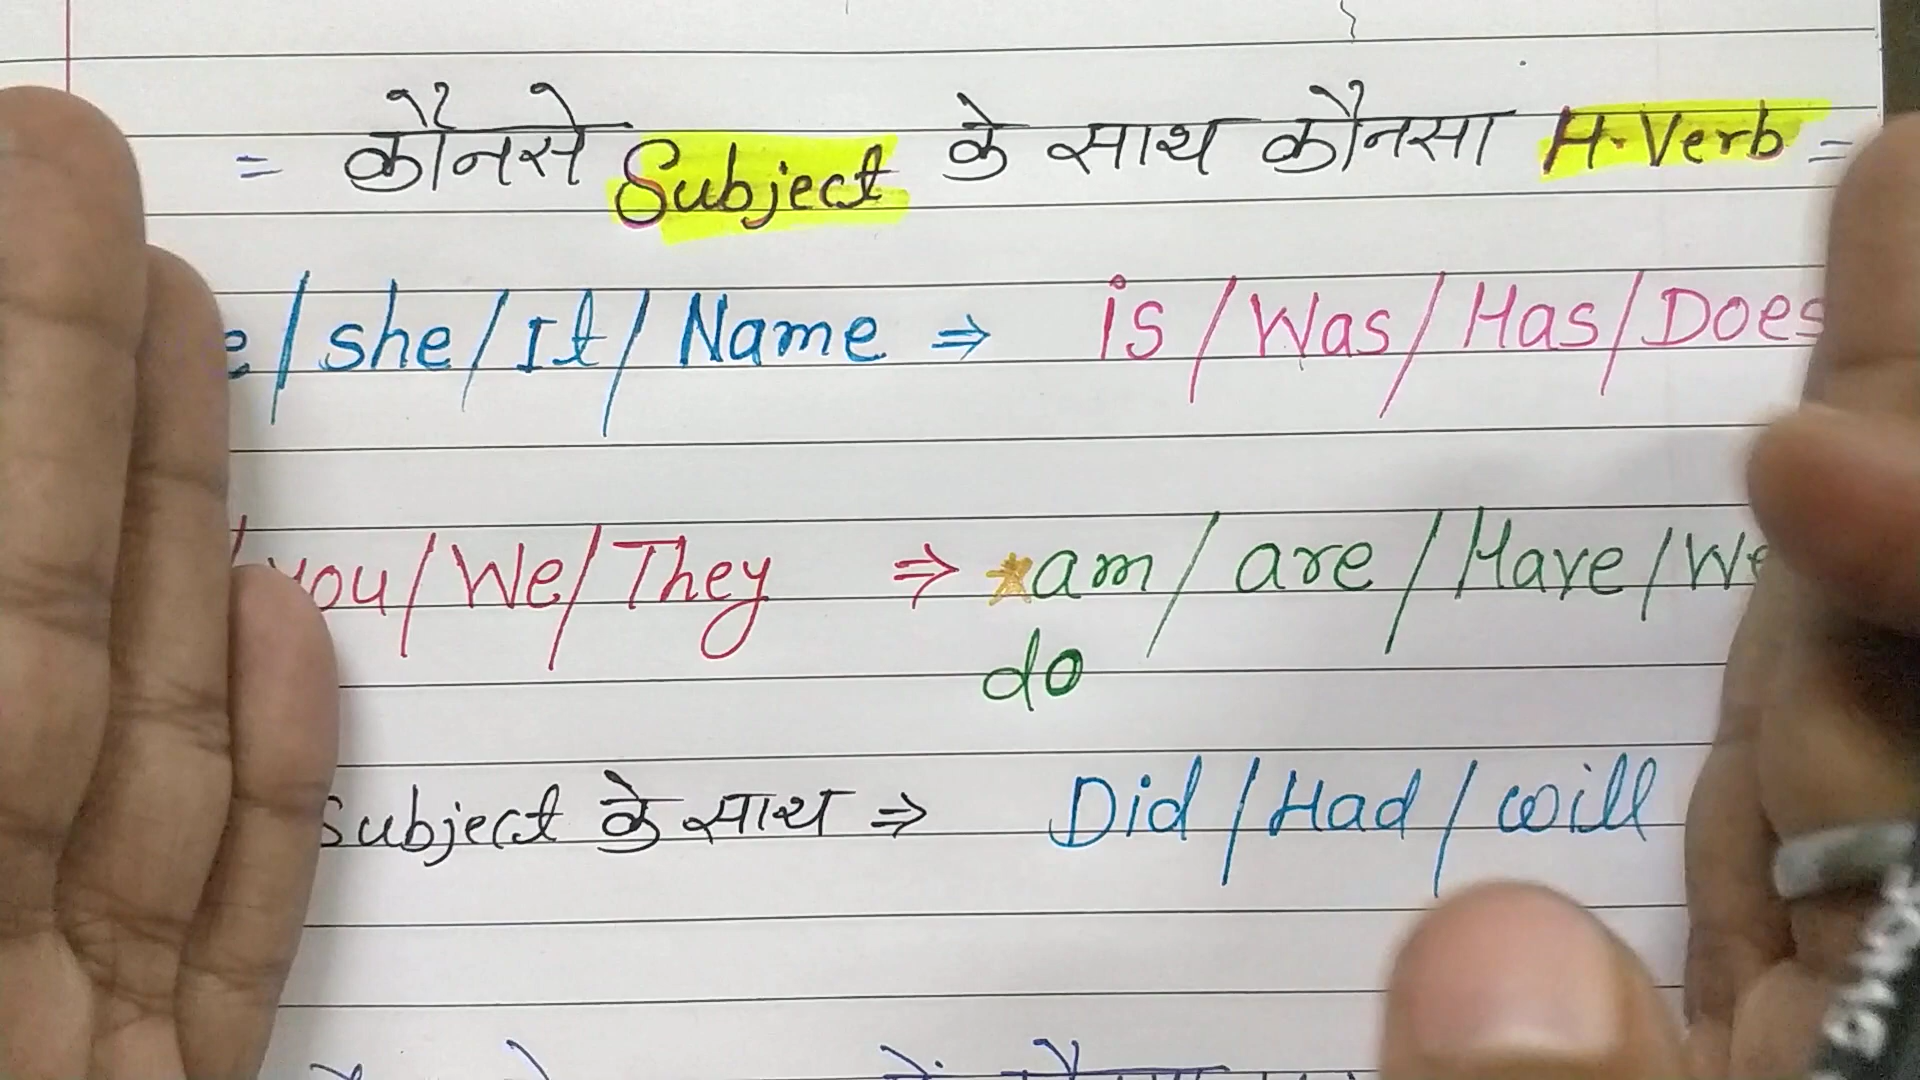 = कौनसे Subject के साथ कौनसा H.Verb =
/ she / It / Name ⇒ is / Was / Has / Does
/ you / We / They ⇒ *am / are / Have /
do
Subject के साथ ⇒ Did / Had / will